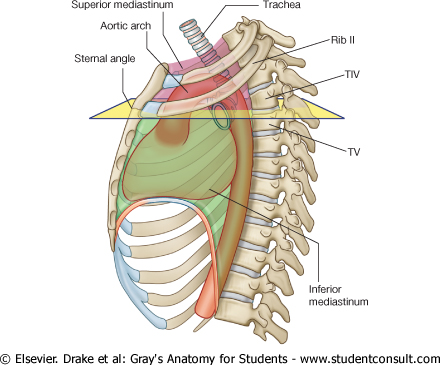 Superior mediastinum
Trachea
Aortic arch
Rib II
Sternal angle
TIV
TV
Inferior
mediastinum
© Elsevier. Drake et al: Gray's Anatomy for Students - www.studentconsult.com